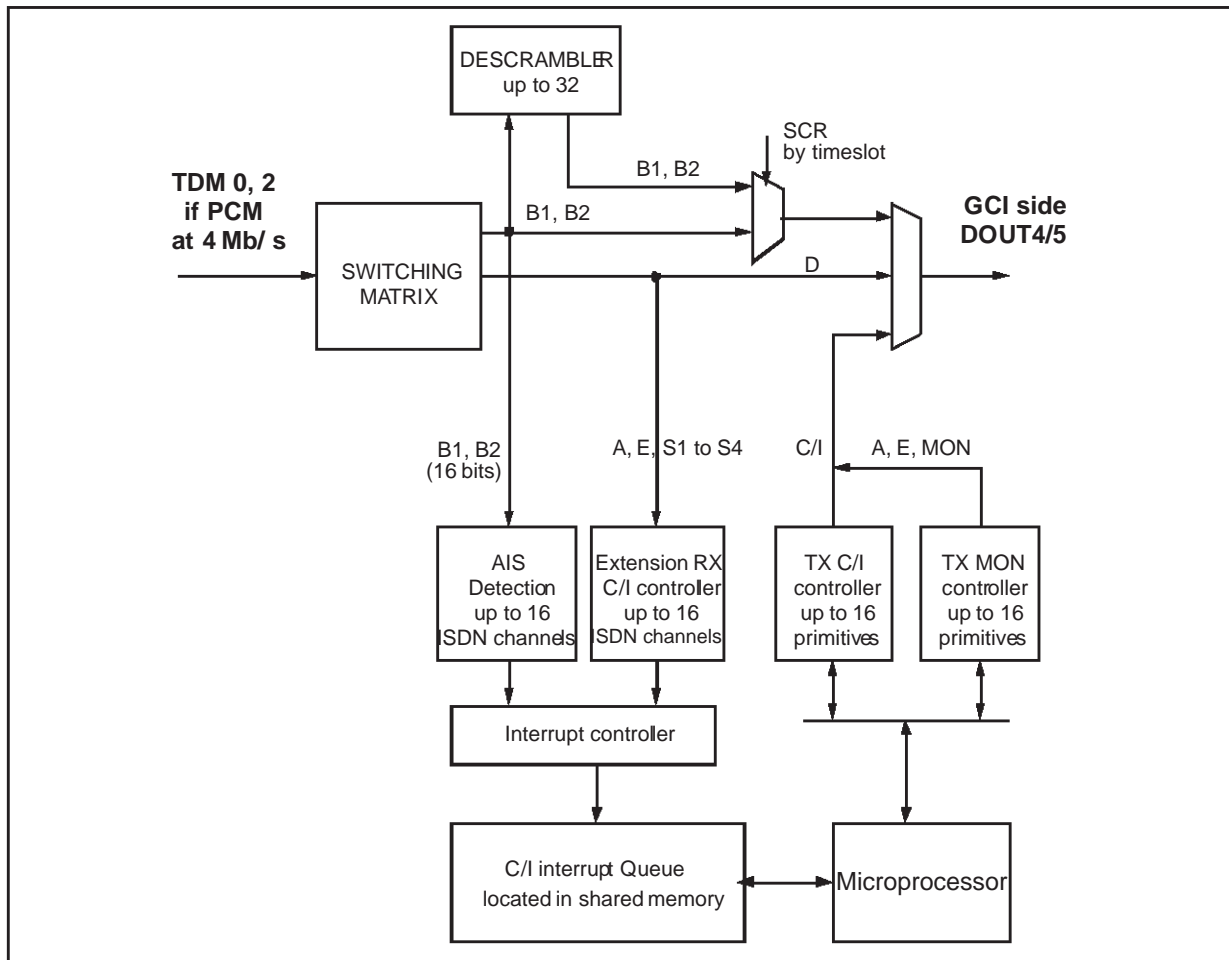 DESCRAMBLER
up to 32
SCR
by timeslot
B1, B2
TDM 0, 2
if PCM
at 4 Mb/ s
B1, B2
GCI side
DOUT4/5
SWITCHING
MATRIX
D
B1, B2
(16 bits)
A, E, S1 to S4
C/I
A, E, MON
AIS
Detection
up to 16
ISDN channels
Extension RX
C/I controller
up to 16
ISDN channels
TX C/I
controller
up to 16
primitives
TX MON
controller
up to 16
primitives
Interrupt controller
C/I interrupt Queue
located in shared memory
Microprocessor